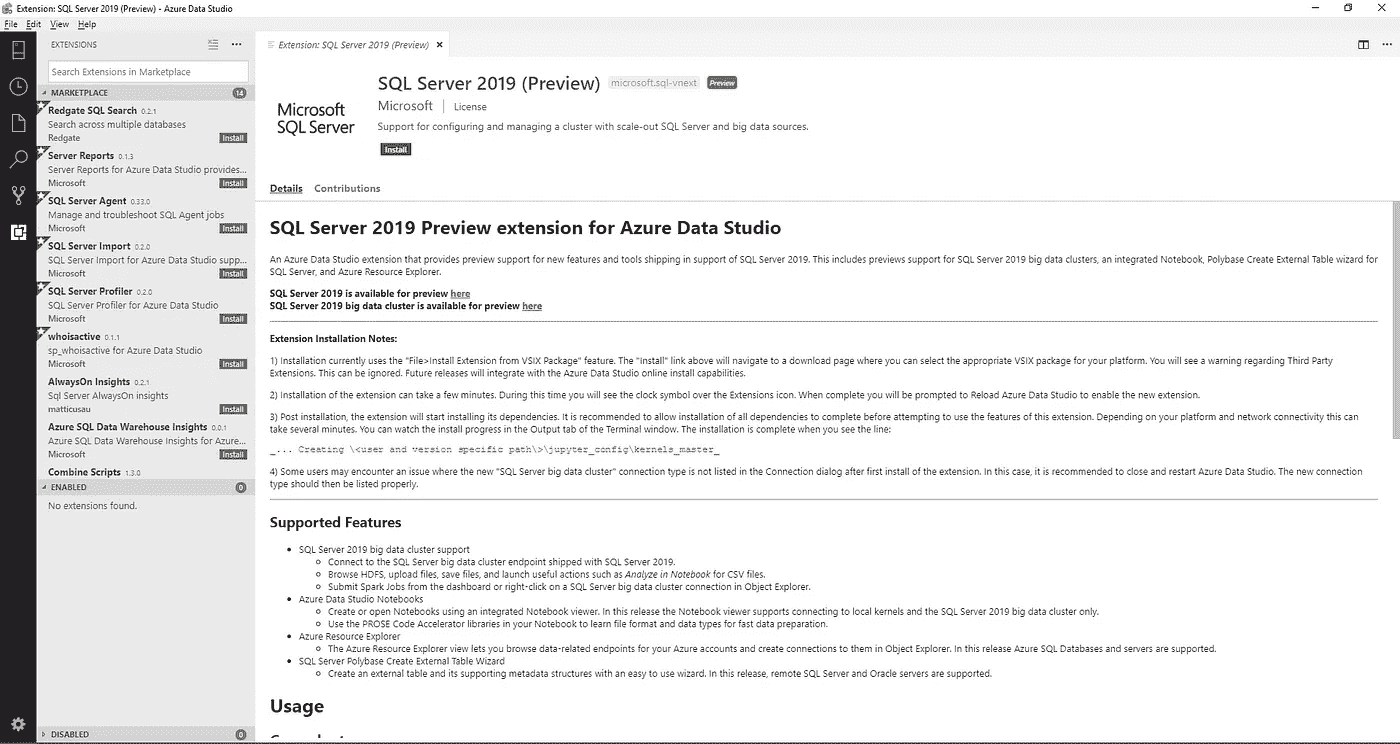 Extension: SQL Server 2019 (Preview) - Azure Data Studio
File Edit View Help
EXTENSIONS
Search Extensions in Marketplace
MARKETPLACE 14
Redgate SQL Search 0.2.1
Search across multiple databases
Redgate Install
Server Reports 0.1.3
Server Reports for Azure Data Studio provides...
Microsoft Install
SQL Server Agent 0.33.0
Manage and troubleshoot SQL Agent jobs
Microsoft Install
SQL Server Import 0.2.0
SQL Server Import for Azure Data Studio supp...
Microsoft Install
SQL Server Profiler 0.2.0
SQL Server Profiler for Azure Data Studio
Microsoft Install
whoisactive 0.1.1
sp_whoisactive for Azure Data Studio
Microsoft Install
AlwaysOn Insights 0.2.1
Sql Server AlwaysOn insights
matticusau Install
Azure SQL Data Warehouse Insights 0.0.1
Azure SQL Data Warehouse Insights for Azure...
Microsoft Install
Combine Scripts 1.3.0
ENABLED 0
No extensions found.
DISABLED 0
Extension: SQL Server 2019 (Preview)
Microsoft
SQL Server
SQL Server 2019 (Preview) microsoft.sql-vnext Preview
Microsoft License
Support for configuring and managing a cluster with scale-out SQL Server and big data sources.
Install
Details Contributions
SQL Server 2019 Preview extension for Azure Data Studio
An Azure Data Studio extension that provides preview support for new features and tools shipping in support of SQL Server 2019. This includes previews support for SQL Server 2019 big data clusters, an integrated Notebook, Polybase Create External Table wizard for
SQL Server, and Azure Resource Explorer.
SQL Server 2019 is available for preview here
SQL Server 2019 big data cluster is available for preview here
Extension Installation Notes:
1) Installation currently uses the "File>Install Extension from VSIX Package" feature. The "Install" link above will navigate to a download page where you can select the appropriate VSIX package for your platform. You will see a warning regarding Third Party
Extensions. This can be ignored. Future releases will integrate with the Azure Data Studio online install capabilities.
2) Installation of the extension can take a few minutes. During this time you will see the clock symbol over the Extensions icon. When complete you will be prompted to Reload Azure Data Studio to enable the new extension.
3) Post installation, the extension will start installing its dependencies. It is recommended to allow installation of all dependencies to complete before attempting to use the features of this extension. Depending on your platform and network connectivity this can
take several minutes. You can watch the install progress in the Output tab of the Terminal window. The installation is complete when you see the line:
_... Creating \<user and version specific path\>\jupyter_config\kernels_master_
4) Some users may encounter an issue where the new "SQL Server big data cluster" connection type is not listed in the Connection dialog after first install of the extension. In this case, it is recommended to close and restart Azure Data Studio. The new connection
type should then be listed properly.
Supported Features
SQL Server 2019 big data cluster support
Connect to the SQL Server big data cluster endpoint shipped with SQL Server 2019.
Browse HDFS, upload files, save files, and launch useful actions such as Analyze in Notebook for CSV files.
Submit Spark Jobs from the dashboard or right-click on a SQL Server big data cluster connection in Object Explorer.
Azure Data Studio Notebooks
Create or open Notebooks using an integrated Notebook viewer. In this release the Notebook viewer supports connecting to local kernels and the SQL Server 2019 big data cluster only.
Use the PROSE Code Accelerator libraries in your Notebook to learn file format and data types for fast data preparation.
Azure Resource Explorer
The Azure Resource Explorer view lets you browse data-related endpoints for your Azure accounts and create connections to them in Object Explorer. In this release Azure SQL Databases and servers are supported.
SQL Server Polybase Create External Table Wizard
Create an external table and its supporting metadata structures with an easy to use wizard. In this release, remote SQL Server and Oracle servers are supported.
Usage